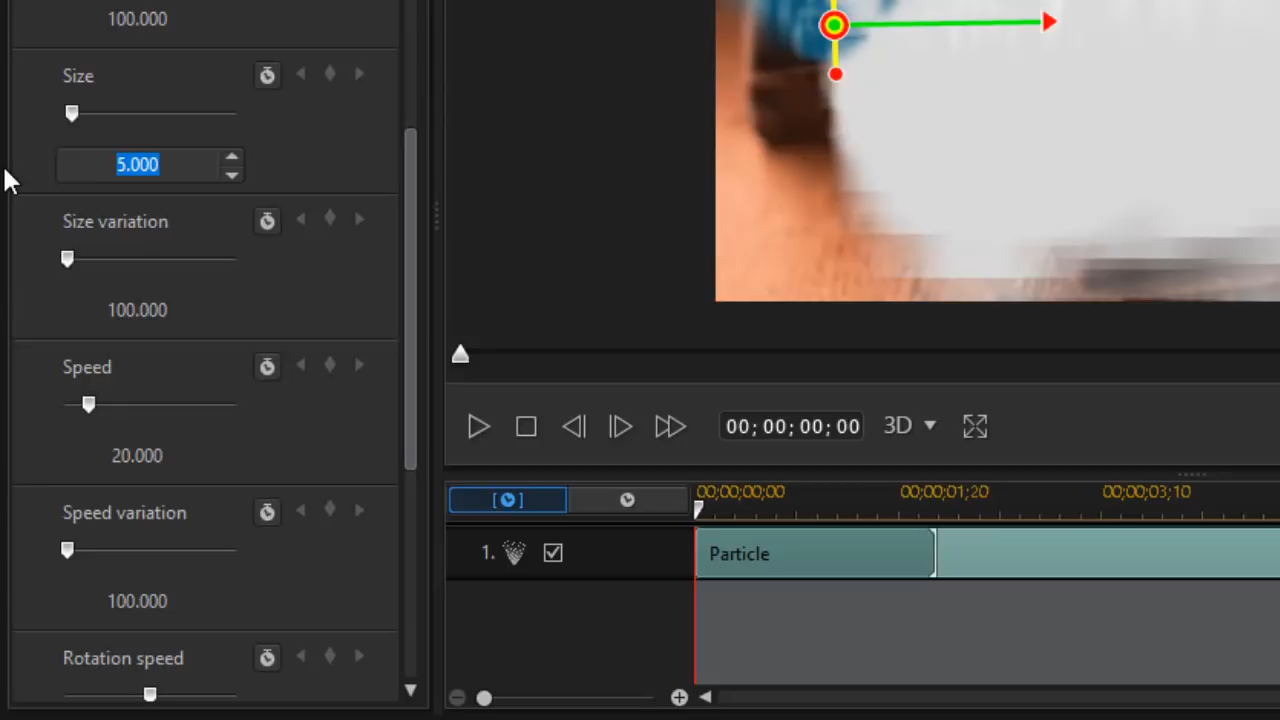 100.000
Size
5.000
Size variation
100.000
Speed
20.000
Speed variation
100.000
Rotation speed
00;00;00;00
3D
00;00;00;00
00;00;01;20
00;00;03;10
1.
Particle